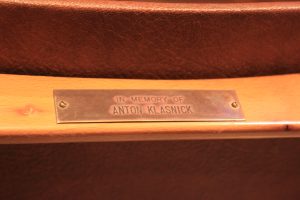 IN MEMORY OF
ANTON KLASNICK